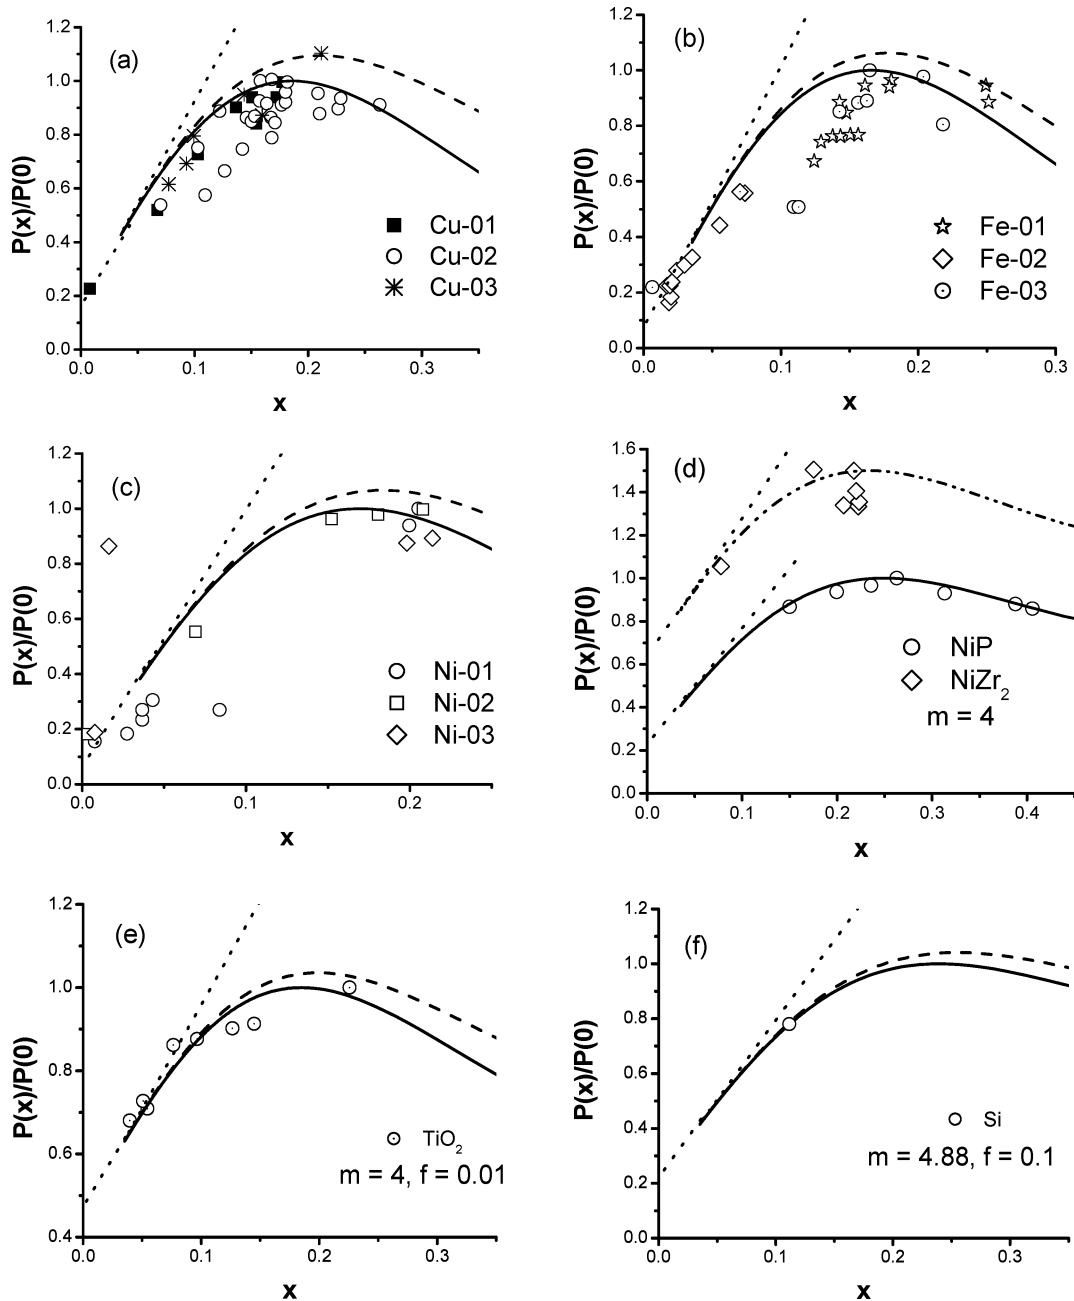 (a)
P(x)/P(0)
1.2
1.0
0.8
0.6
0.4
0.2
0.0
0.0 0.1 0.2 0.3
x
Cu-01
Cu-02
Cu-03
(b)
P(x)/P(0)
1.2
1.0
0.8
0.6
0.4
0.2
0.0
0.0 0.1 0.2 0.3
x
Fe-01
Fe-02
Fe-03
(c)
P(x)/P(0)
1.2
1.0
0.8
0.6
0.4
0.2
0.0
0.0 0.1 0.2
x
Ni-01
Ni-02
Ni-03
(d)
P(x)/P(0)
1.6
1.4
1.2
1.0
0.8
0.6
0.4
0.2
0.0
0.0 0.1 0.2 0.3 0.4
x
NiP
NiZr₂
m = 4
(e)
P(x)/P(0)
1.2
1.0
0.8
0.6
0.4
0.0 0.1 0.2 0.3
x
TiO₂
m = 4, f = 0.01
(f)
P(x)/P(0)
1.2
1.0
0.8
0.6
0.4
0.2
0.0
0.0 0.1 0.2 0.3
x
Si
m = 4.88, f = 0.1